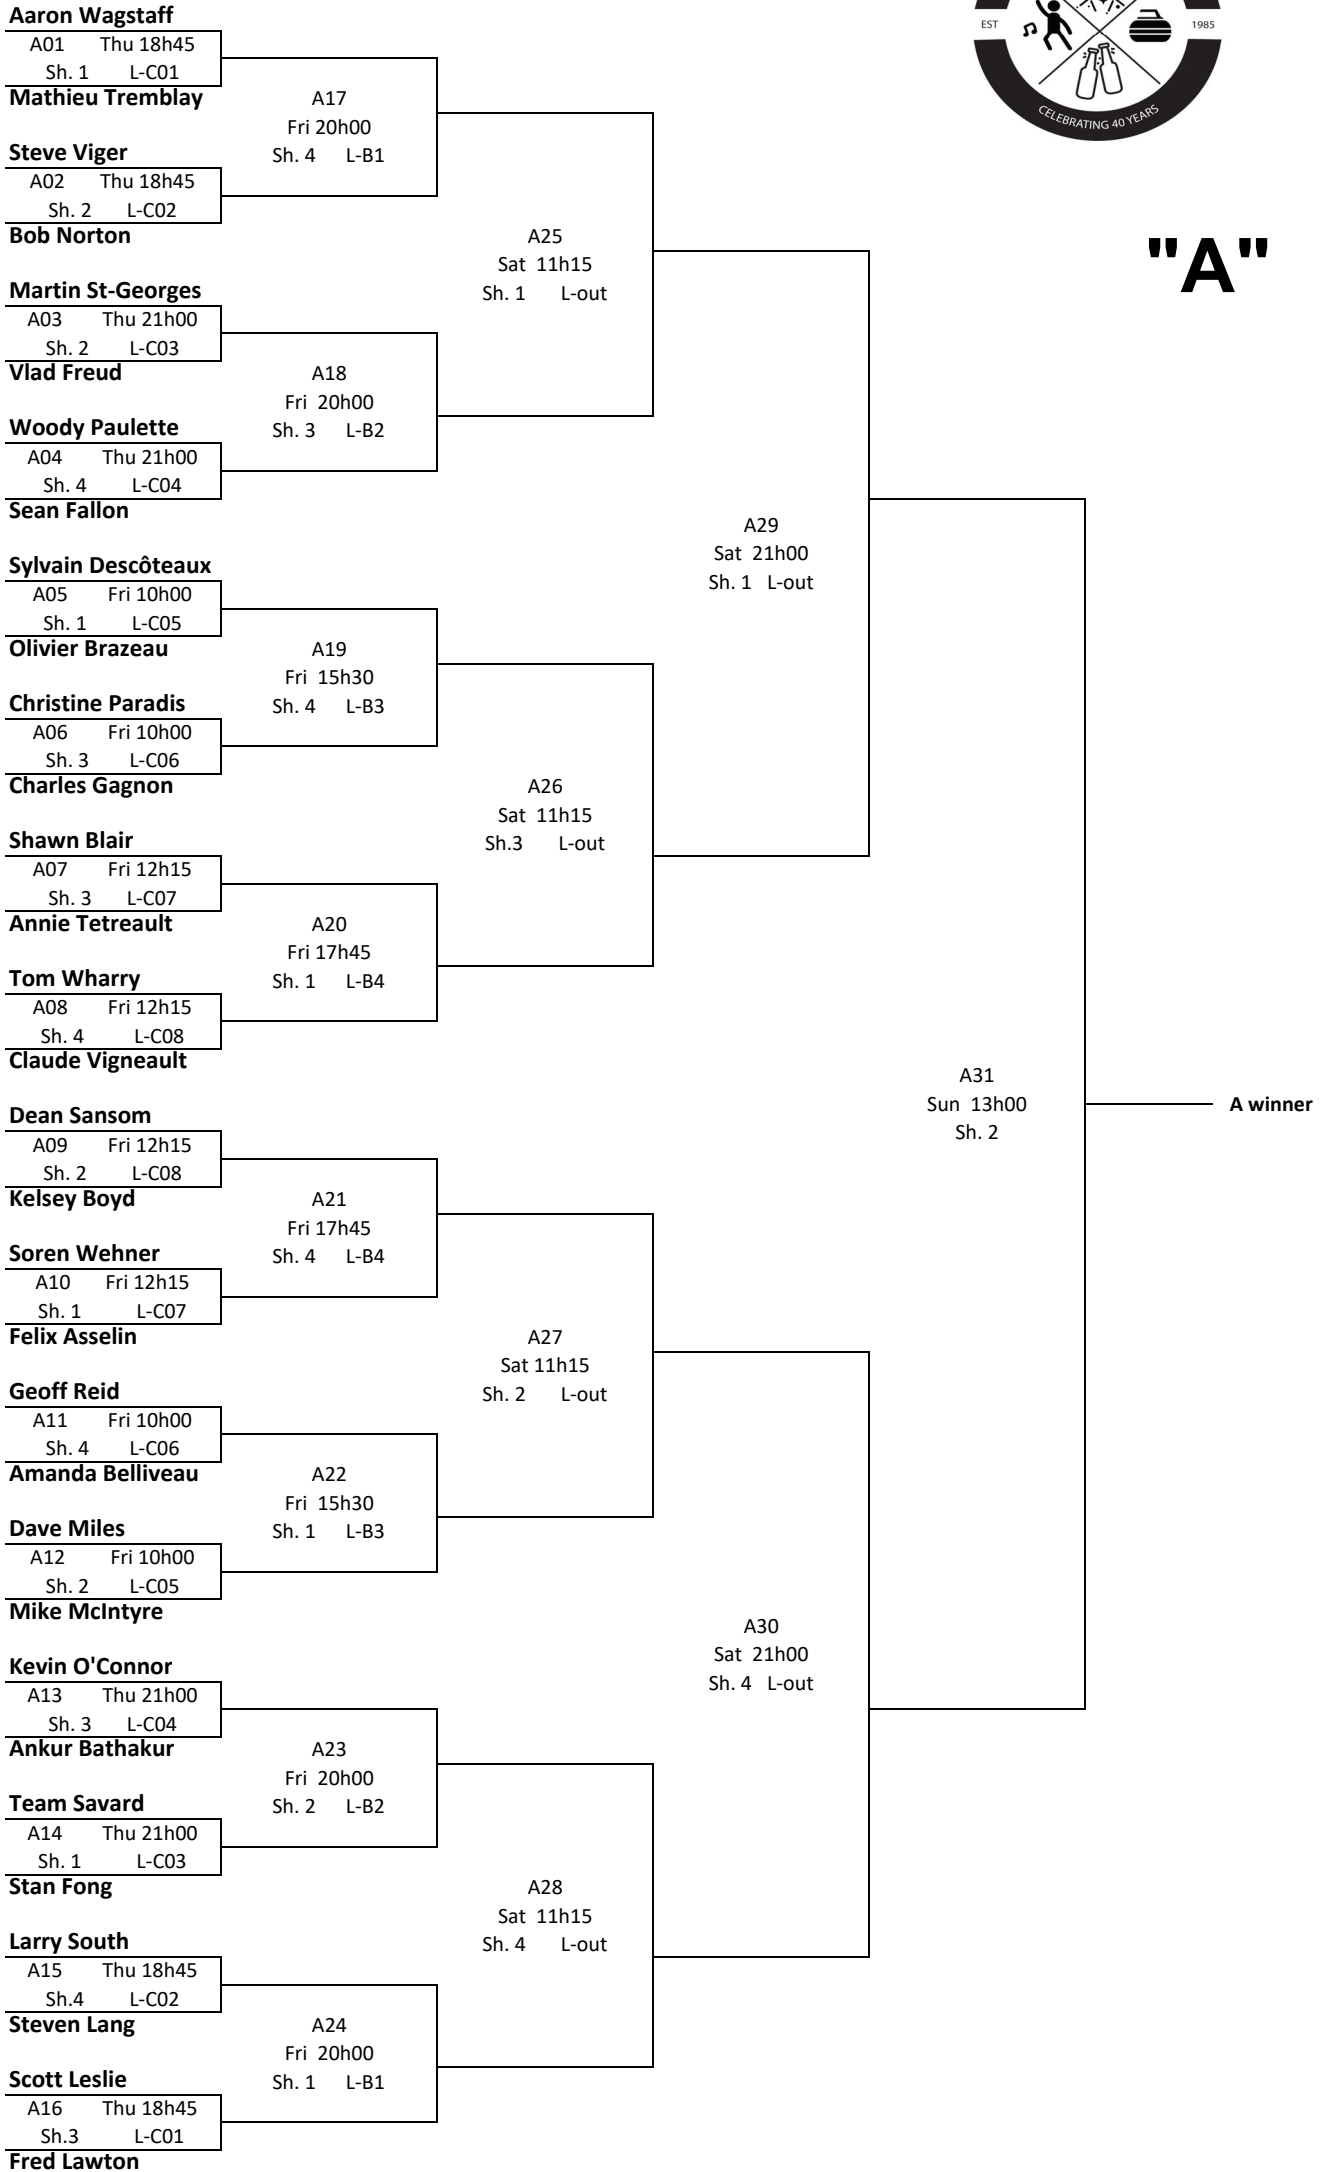 Aaron Wagstaff
A01 Thu 18h45
Sh. 1 L-C01
Mathieu Tremblay
Steve Viger
A02 Thu 18h45
Sh. 2 L-C02
Bob Norton
Martin St-Georges
A03 Thu 21h00
Sh. 2 L-C03
Vlad Freud
Woody Paulette
A04 Thu 21h00
Sh. 4 L-C04
Sean Fallon
Sylvain Descôteaux
A05 Fri 10h00
Sh. 1 L-C05
Olivier Brazeau
Christine Paradis
A06 Fri 10h00
Sh. 3 L-C06
Charles Gagnon
Shawn Blair
A07 Fri 12h15
Sh. 3 L-C07
Annie Tetreault
Tom Wharry
A08 Fri 12h15
Sh. 4 L-C08
Claude Vigneault
Dean Sansom
A09 Fri 12h15
Sh. 2 L-C08
Kelsey Boyd
Soren Wehner
A10 Fri 12h15
Sh. 1 L-C07
Felix Asselin
Geoff Reid
A11 Fri 10h00
Sh. 4 L-C06
Amanda Belliveau
Dave Miles
A12 Fri 10h00
Sh. 2 L-C05
Mike McIntyre
Kevin O'Connor
A13 Thu 21h00
Sh. 3 L-C04
Ankur Bathakur
Team Savard
A14 Thu 21h00
Sh. 1 L-C03
Stan Fong
Larry South
A15 Thu 18h45
Sh.4 L-C02
Steven Lang
Scott Leslie
A16 Thu 18h45
Sh.3 L-C01
Fred Lawton
A17
Fri 20h00
Sh. 4 L-B1
A18
Fri 20h00
Sh. 3 L-B2
A19
Fri 15h30
Sh. 4 L-B3
A20
Fri 17h45
Sh. 1 L-B4
A21
Fri 17h45
Sh. 4 L-B4
A22
Fri 15h30
Sh. 1 L-B3
A23
Fri 20h00
Sh. 2 L-B2
A24
Fri 20h00
Sh. 1 L-B1
A25
Sat 11h15
Sh. 1 L-out
A26
Sat 11h15
Sh.3 L-out
A27
Sat 11h15
Sh. 2 L-out
A28
Sat 11h15
Sh. 4 L-out
A29
Sat 21h00
Sh. 1 L-out
A30
Sat 21h00
Sh. 4 L-out
A31
Sun 13h00
Sh. 2
A winner
EST 1985
CELEBRATING 40 YEARS
"A"